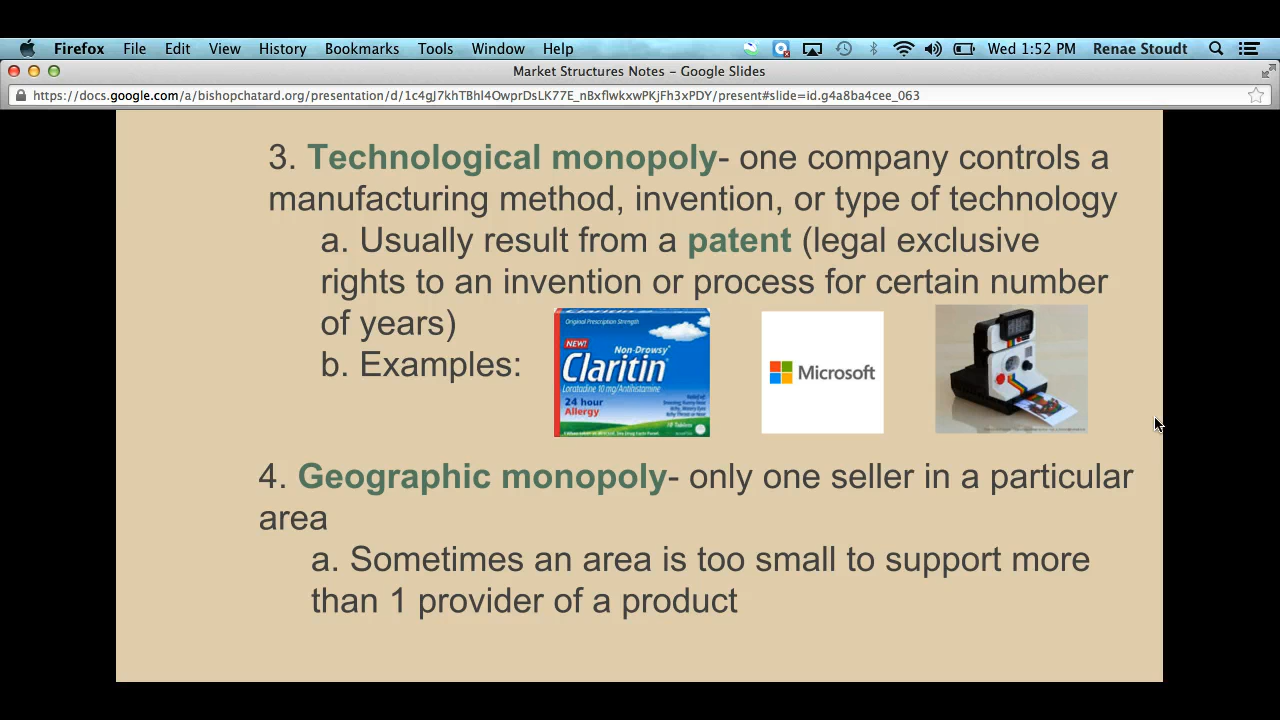 Firefox File Edit View History Bookmarks Tools Window Help Wed 1:52 PM Renae Stoudt
Market Structures Notes – Google Slides
https://docs.google.com/a/bishopchatard.org/presentation/d/1c4gJ7khTBhI4OwprDsLK77E_nBxflwkxwPKjFh3xPDY/present#slide=id.g4a8ba4cee_063
3. Technological monopoly- one company controls a
manufacturing method, invention, or type of technology
a. Usually result from a patent (legal exclusive
rights to an invention or process for certain number
of years)
b. Examples:
Original Prescription Strength
NEW!
Non-Drowsy*
Claritin
Loratadine 10 mg/Antihistamine
24 hour
Allergy
Relief of:
10 Tablets
Microsoft
4. Geographic monopoly- only one seller in a particular
area
a. Sometimes an area is too small to support more
than 1 provider of a product